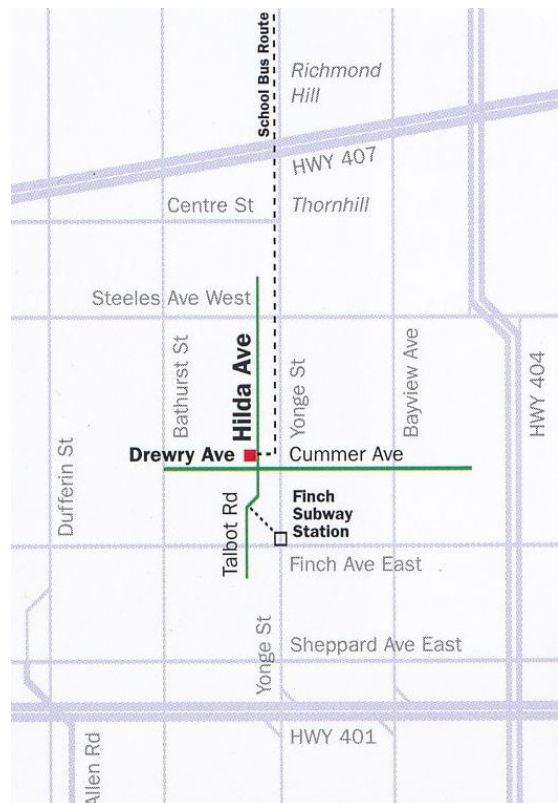 School Bus Route
Richmond
Hill
HWY 407
Centre St
Thornhill
Steeles Ave West
Bathurst St
Hilda Ave
Yonge St
Bayview Ave
HWY 404
Drewry Ave
Cummer Ave
Dufferin St
Talbot Rd
Finch
Subway
Station
Finch Ave East
Yonge St
Sheppard Ave East
HWY 401
Allen Rd